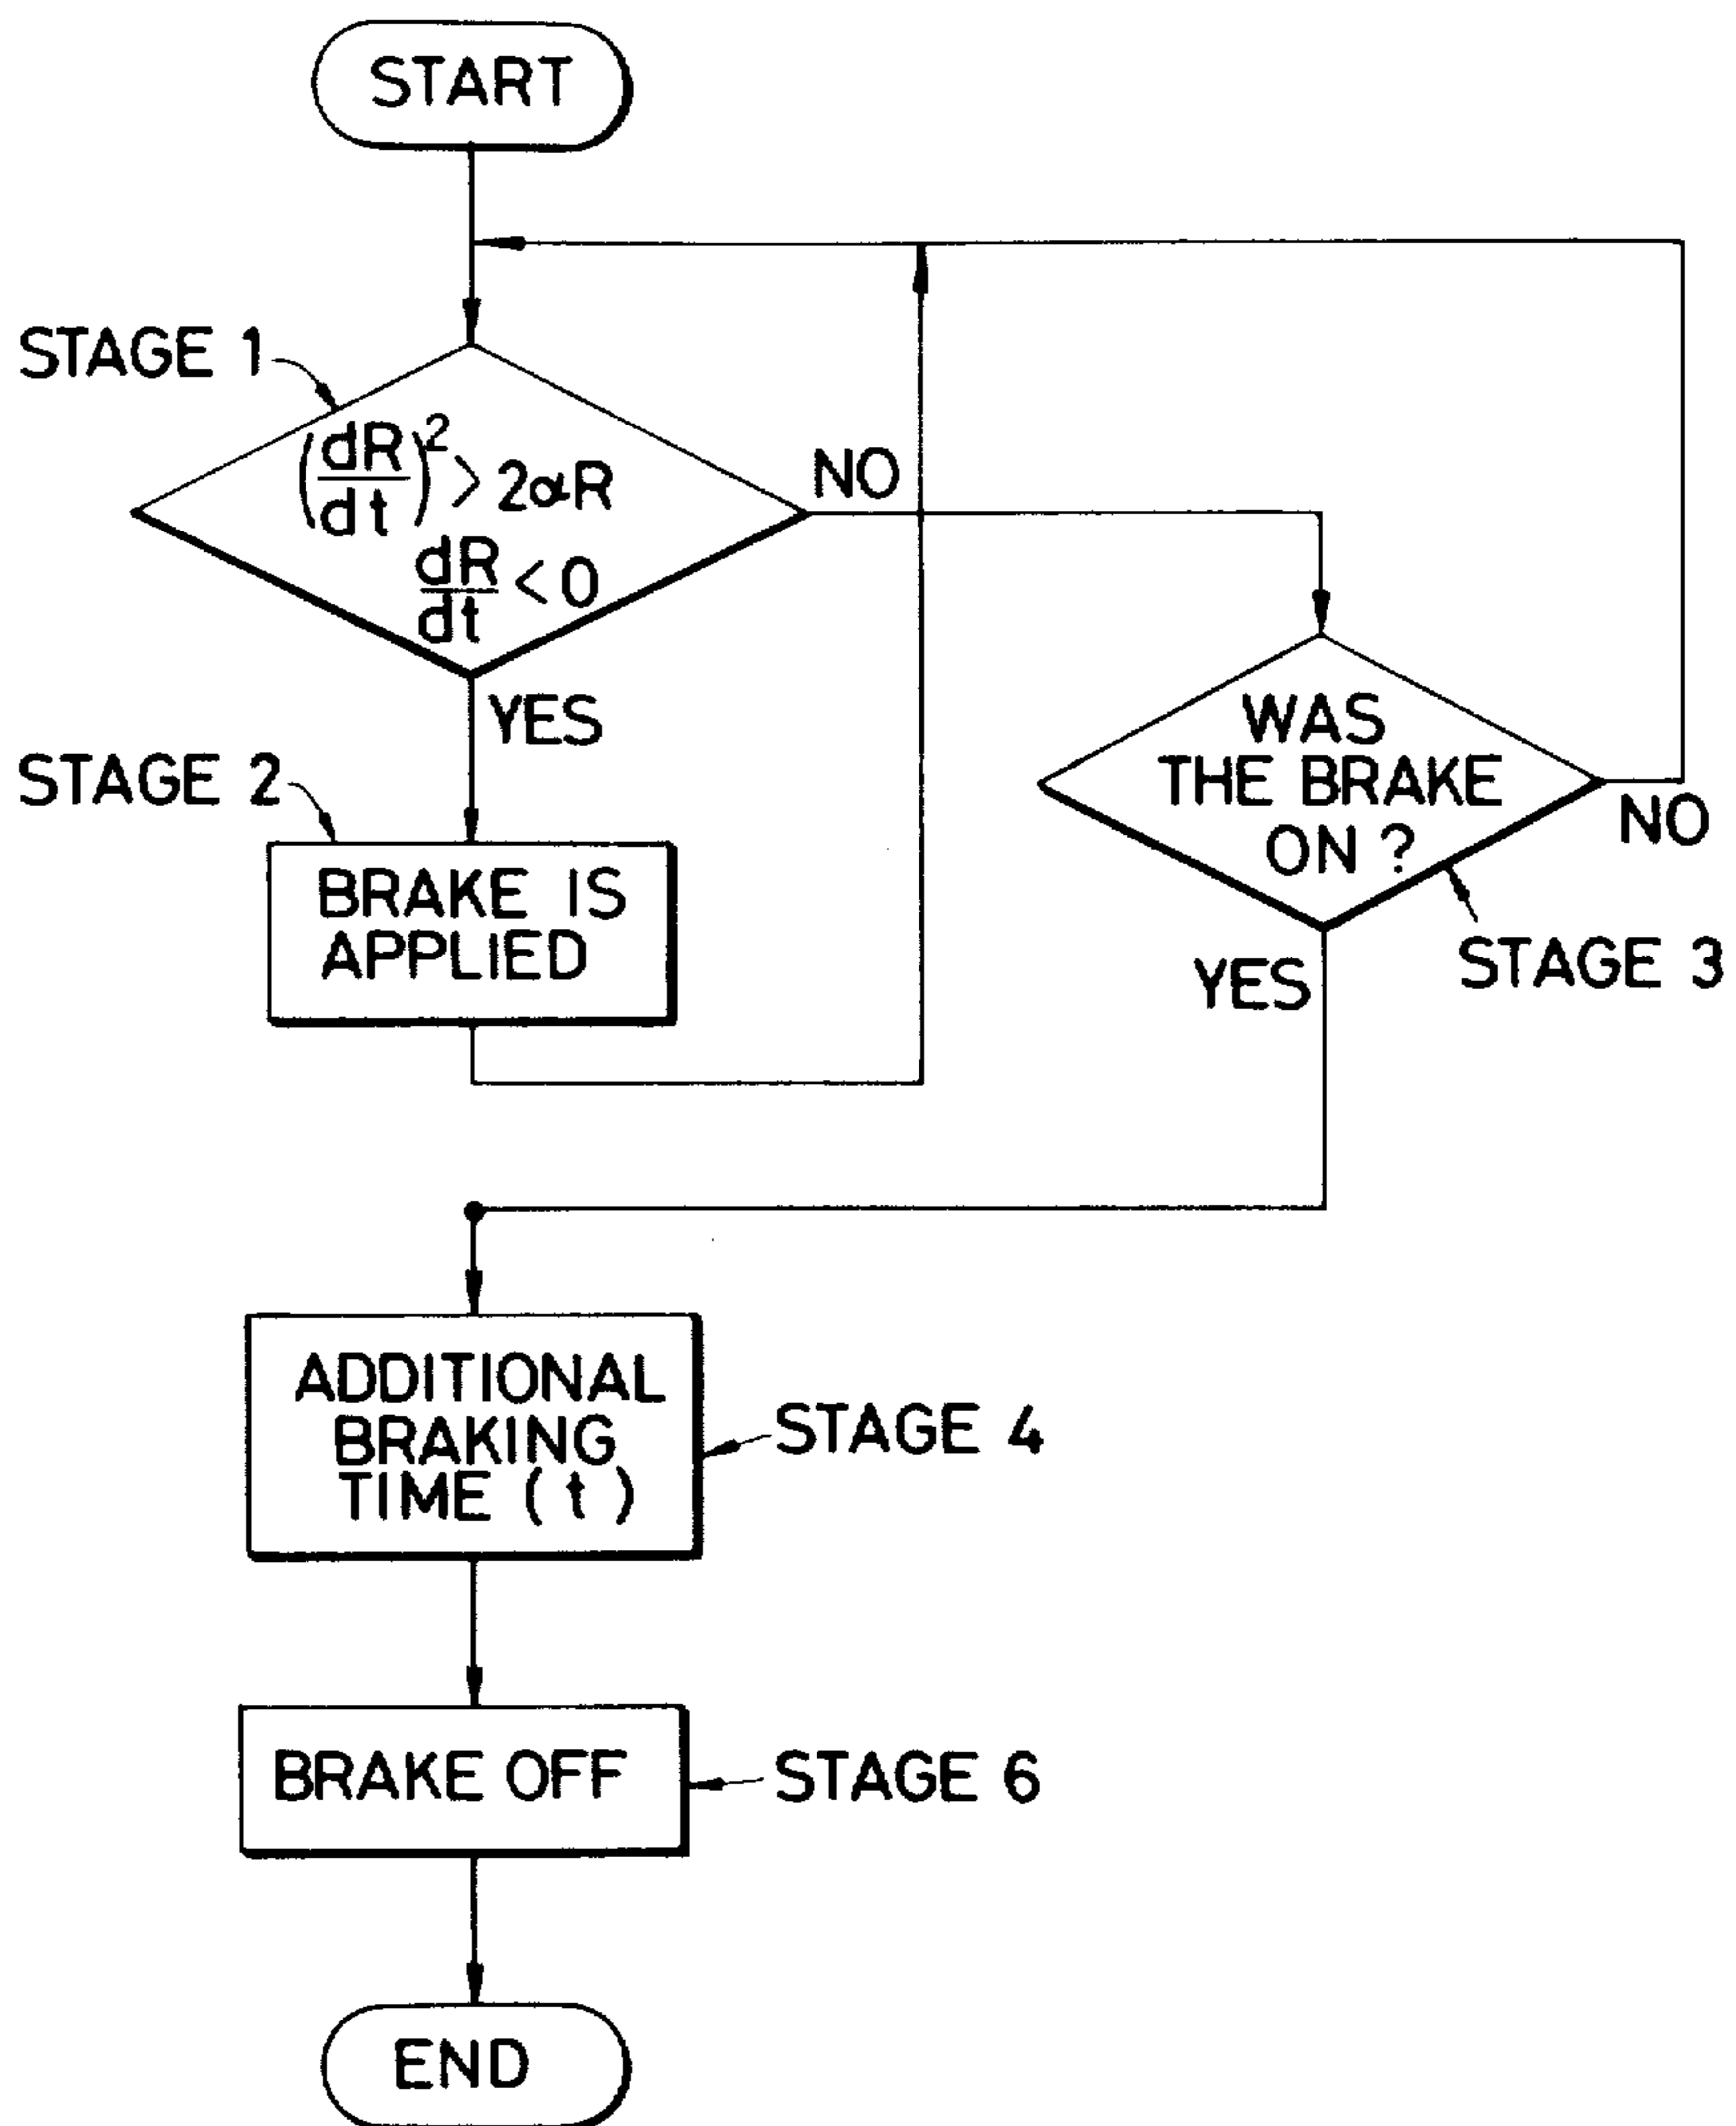 START
STAGE 1
(dR/dt)² > 2αR
dR/dt < 0
NO
YES
STAGE 2
BRAKE IS
APPLIED
WAS
THE BRAKE
ON ?
NO
YES
STAGE 3
ADDITIONAL
BRAKING
TIME ( t )
STAGE 4
BRAKE OFF
STAGE 6
END